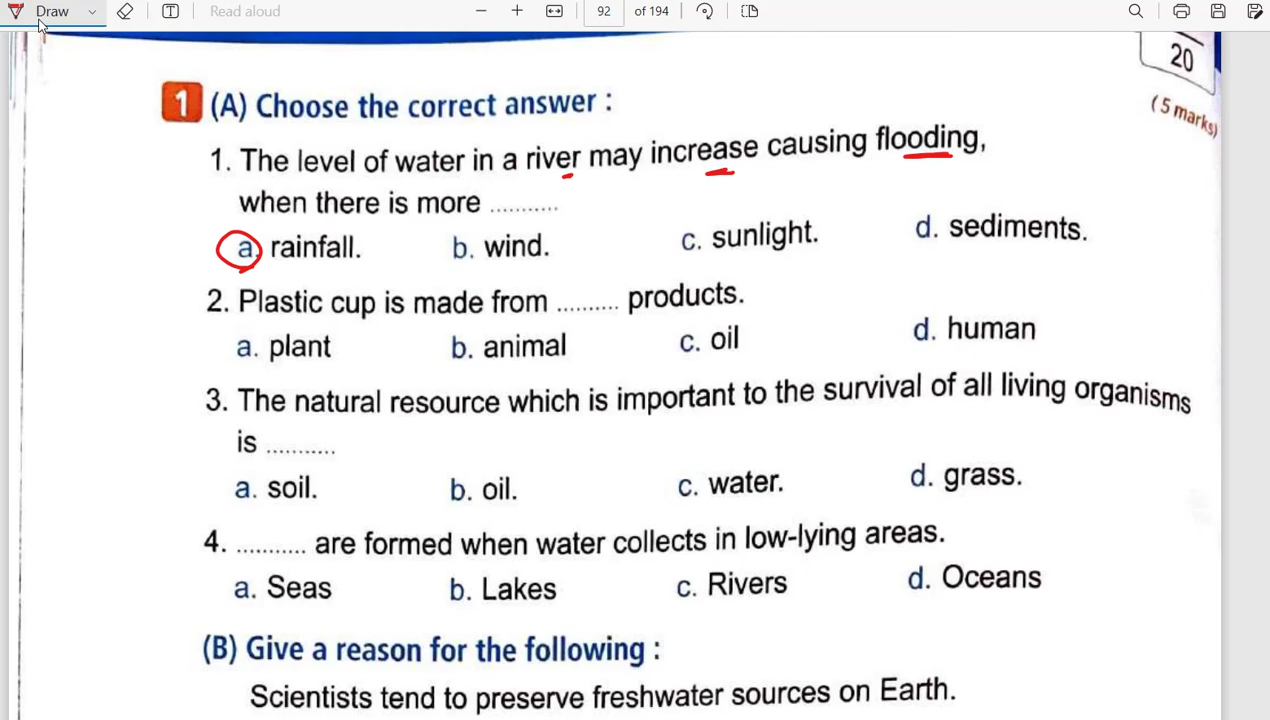 Draw Read aloud 92 of 194
20
(5 marks)
1 (A) Choose the correct answer :
1. The level of water in a river may increase causing flooding,
when there is more ...........
a. rainfall. b. wind. c. sunlight. d. sediments.
2. Plastic cup is made from .......... products.
a. plant b. animal c. oil d. human
3. The natural resource which is important to the survival of all living organisms
is ...........
a. soil. b. oil. c. water. d. grass.
4. ........... are formed when water collects in low-lying areas.
a. Seas b. Lakes c. Rivers d. Oceans
(B) Give a reason for the following :
Scientists tend to preserve freshwater sources on Earth.